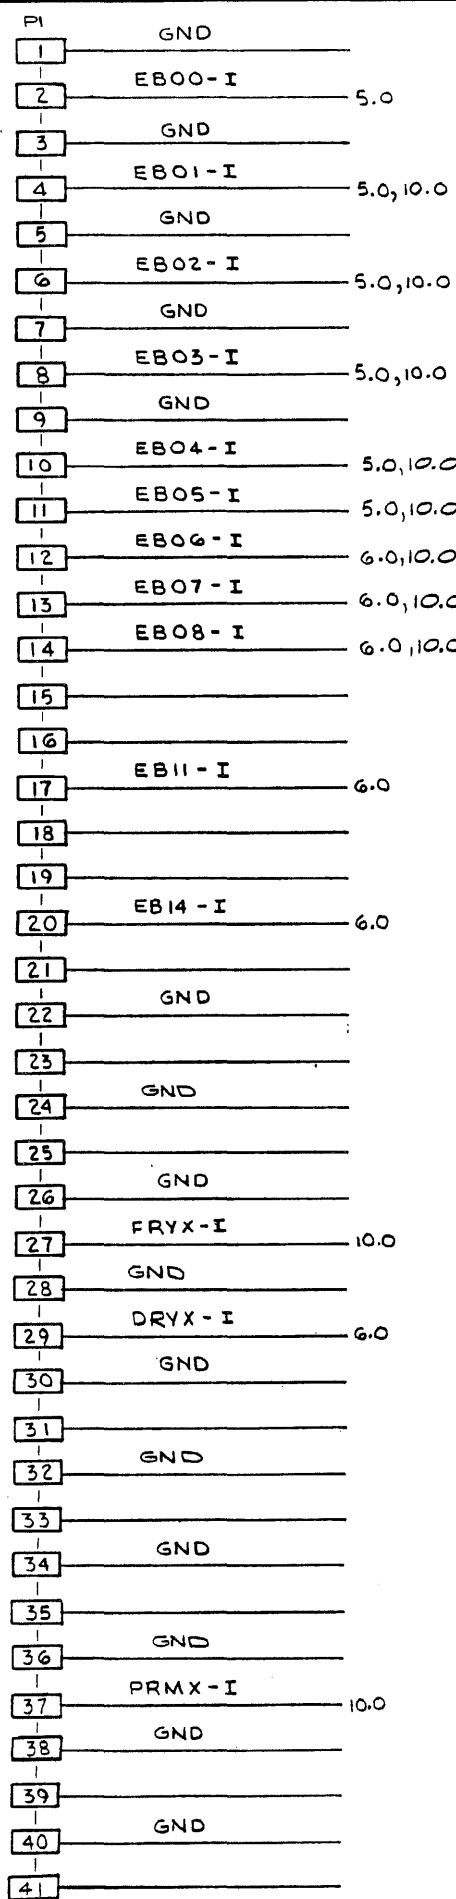 P1
1 GND
2 EB00-I 5.0
3 GND
4 EB01-I 5.0, 10.0
5 GND
6 EB02-I 5.0, 10.0
7 GND
8 EB03-I 5.0, 10.0
9 GND
10 EB04-I 5.0, 10.0
11 EB05-I 5.0, 10.0
12 EB06-I 6.0, 10.0
13 EB07-I 6.0, 10.0
14 EB08-I 6.0, 10.0
15
16
17 EB11-I 6.0
18
19
20 EB14-I 6.0
21
22 GND
23
24 GND
25
26 GND
27 FRYX-I 10.0
28 GND
29 DRYX-I 6.0
30 GND
31
32 GND
33
34 GND
35
36 GND
37 PRMX-I 10.0
38 GND
39
40 GND
41